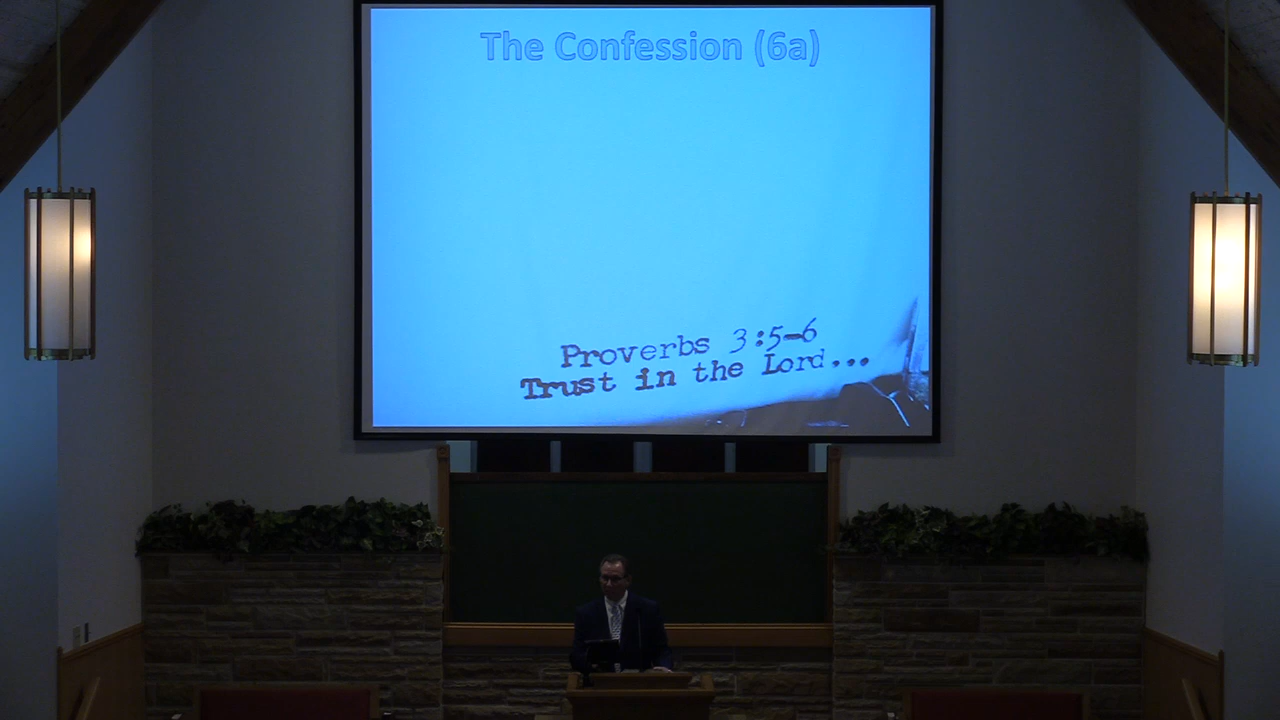 The Confession (6a)
Proverbs 3:5-6
Trust in the Lord...